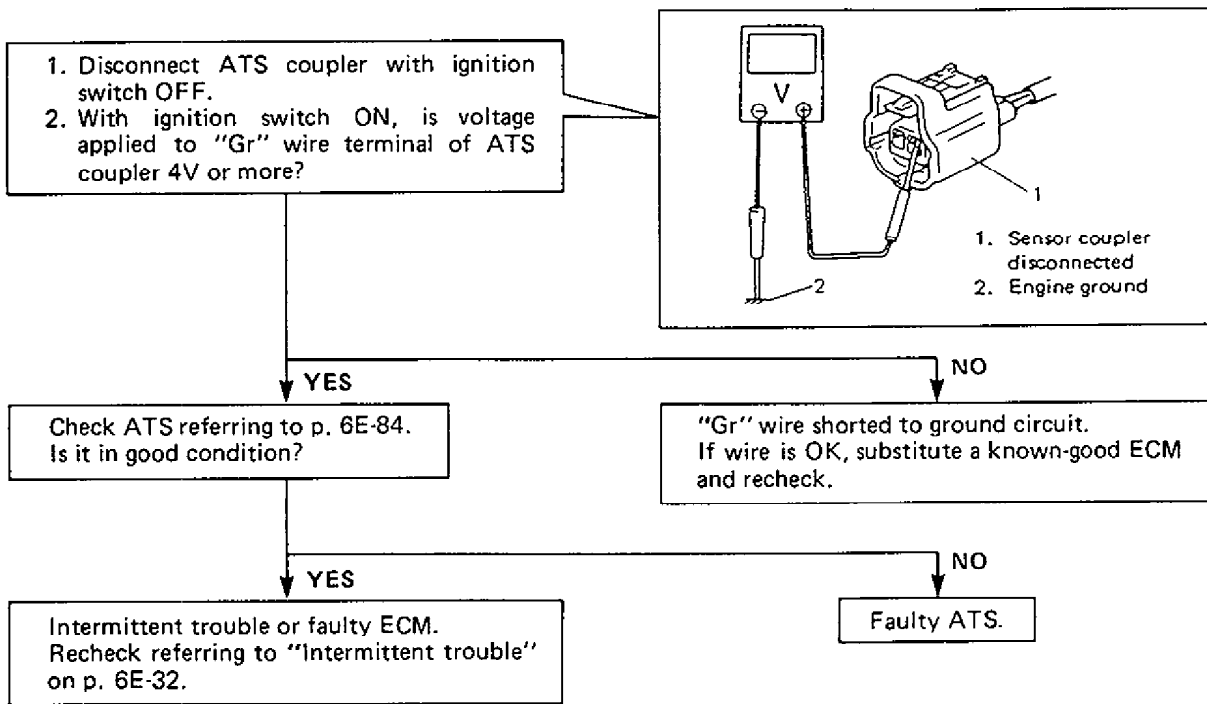 1. Disconnect ATS coupler with ignition
switch OFF.
2. With ignition switch ON, is voltage
applied to "Gr" wire terminal of ATS
coupler 4V or more?
V
⊖ ⊕
1
2
1. Sensor coupler
disconnected
2. Engine ground
YES
NO
Check ATS referring to p. 6E-84.
Is it in good condition?
"Gr" wire shorted to ground circuit.
If wire is OK, substitute a known-good ECM
and recheck.
YES
NO
Intermittent trouble or faulty ECM.
Recheck referring to "Intermittent trouble"
on p. 6E-32.
Faulty ATS.